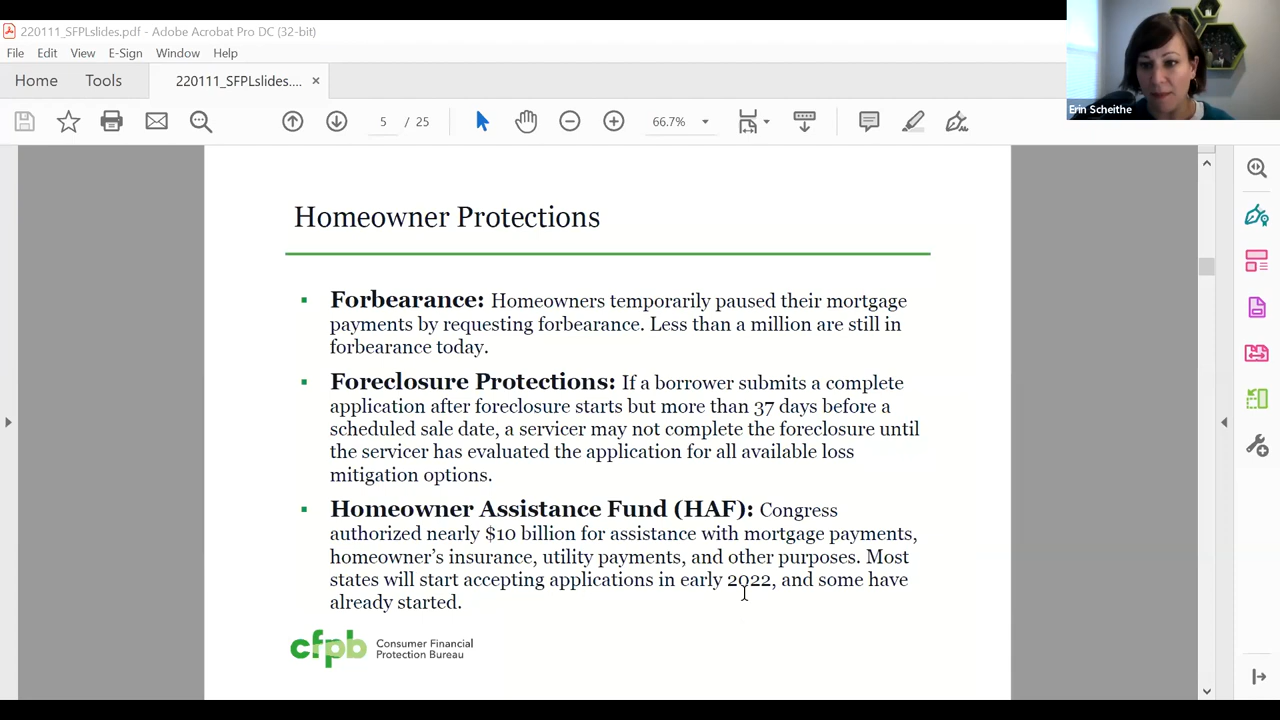 220111_SFPLslides.pdf - Adobe Acrobat Pro DC (32-bit)
File Edit View E-Sign Window Help
Home Tools 220111_SFPLslides.... ×
5 / 25 66.7%
Erin Scheithe
Homeowner Protections
▪ Forbearance: Homeowners temporarily paused their mortgage
payments by requesting forbearance. Less than a million are still in
forbearance today.
▪ Foreclosure Protections: If a borrower submits a complete
application after foreclosure starts but more than 37 days before a
scheduled sale date, a servicer may not complete the foreclosure until
the servicer has evaluated the application for all available loss
mitigation options.
▪ Homeowner Assistance Fund (HAF): Congress
authorized nearly $10 billion for assistance with mortgage payments,
homeowner’s insurance, utility payments, and other purposes. Most
states will start accepting applications in early 2022, and some have
already started.
cfpb Consumer Financial
Protection Bureau